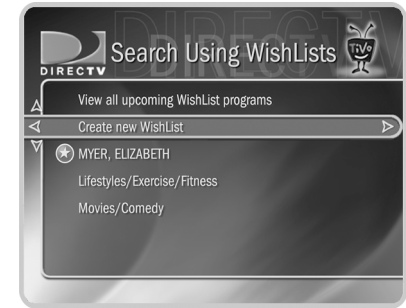 DIRECTV
Search Using WishLists
TiVo
View all upcoming WishList programs
Create new WishList
MYER, ELIZABETH
Lifestyles/Exercise/Fitness
Movies/Comedy